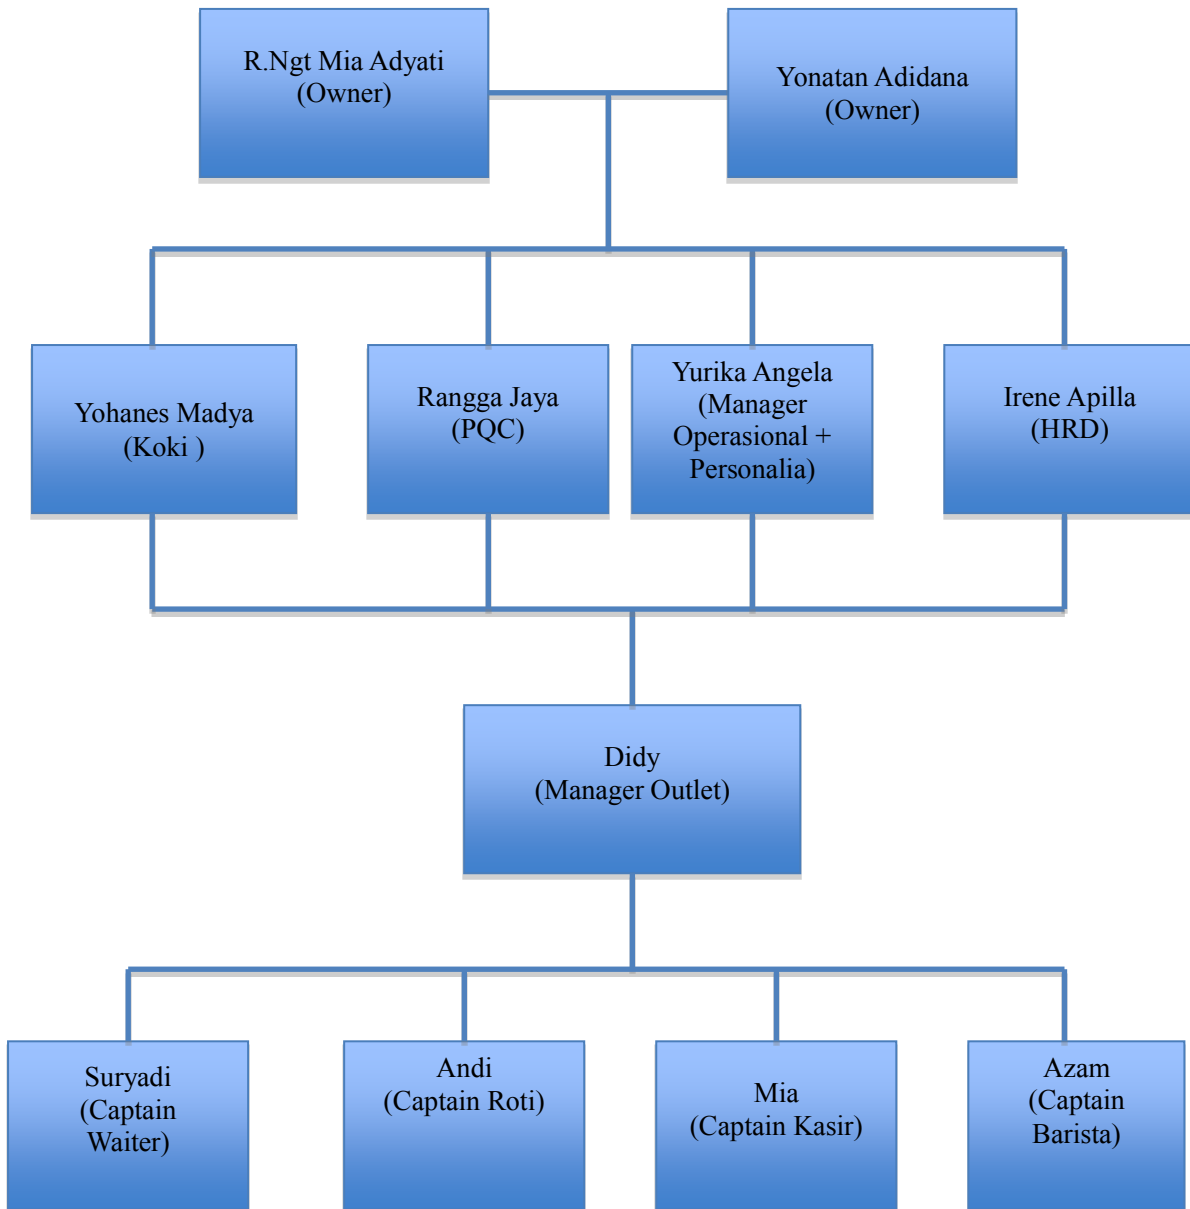 R.Ngt Mia Adyati
(Owner)
Yonatan Adidana
(Owner)
Yohanes Madya
(Koki )
Rangga Jaya
(PQC)
Yurika Angela
(Manager
Operasional +
Personalia)
Irene Apilla
(HRD)
Didy
(Manager Outlet)
Suryadi
(Captain
Waiter)
Andi
(Captain Roti)
Mia
(Captain Kasir)
Azam
(Captain
Barista)